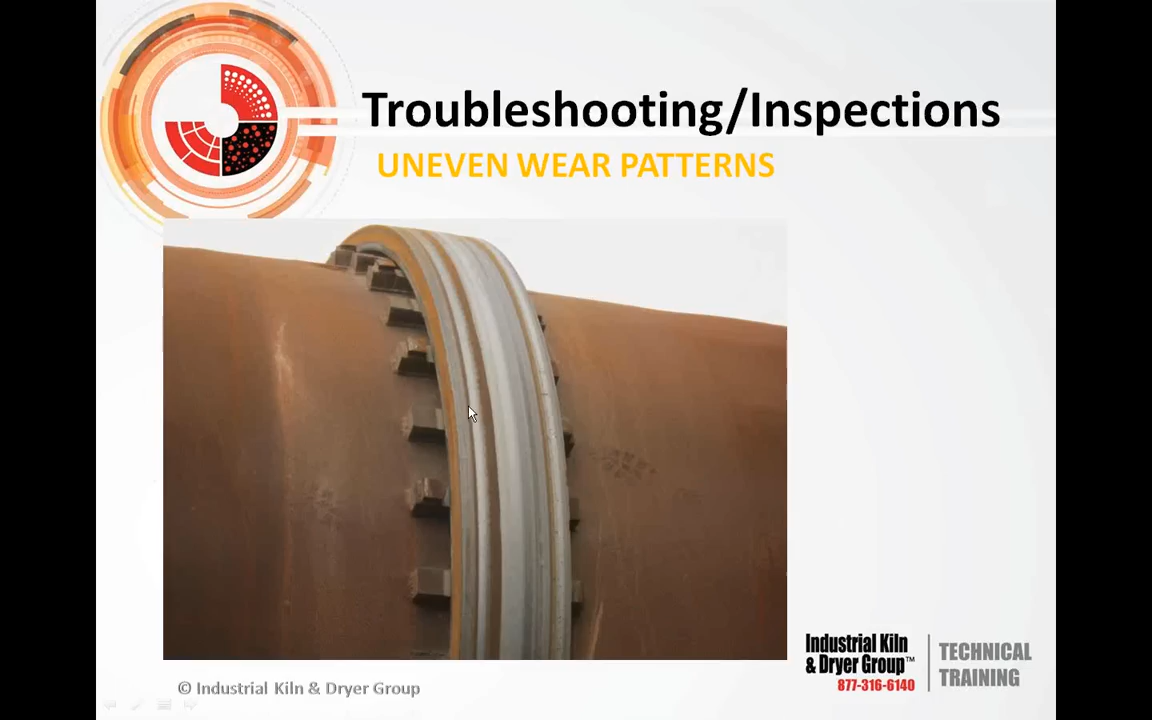 Troubleshooting/Inspections
UNEVEN WEAR PATTERNS
Industrial Kiln
& Dryer Group™
877-316-6140
TECHNICAL
TRAINING
© Industrial Kiln & Dryer Group